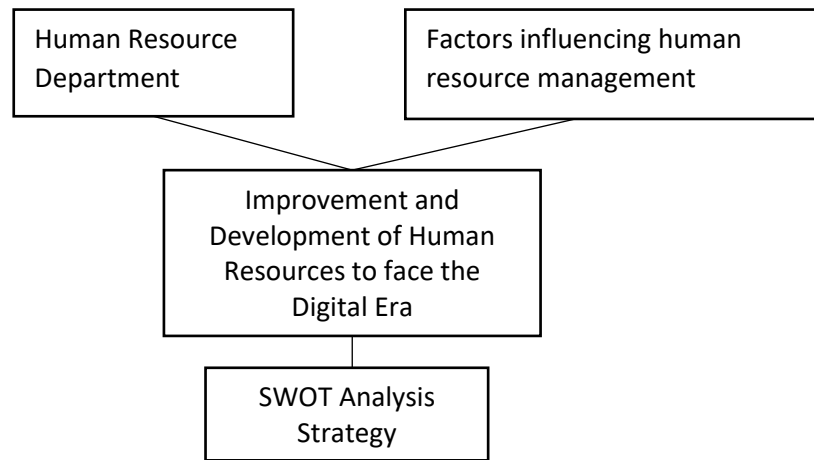 Human Resource
Department
Factors influencing human
resource management
Improvement and
Development of Human
Resources to face the
Digital Era
SWOT Analysis
Strategy